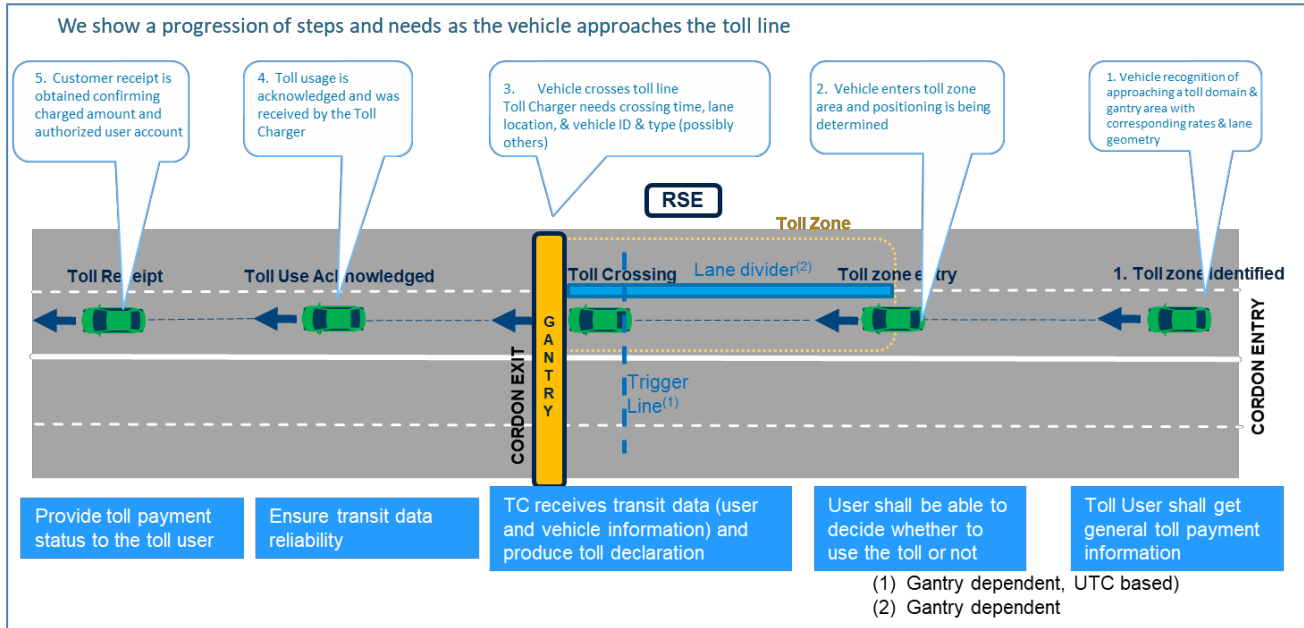 We show a progression of steps and needs as the vehicle approaches the toll line
5. Customer receipt is
obtained confirming
charged amount and
authorized user account
4. Toll usage is
acknowledged and was
received by the Toll
Charger
3. Vehicle crosses toll line
Toll Charger needs crossing time, lane
location, & vehicle ID & type (possibly
others)
2. Vehicle enters toll zone
area and positioning is being
determined
1. Vehicle recognition of
approaching a toll domain &
gantry area with
corresponding rates & lane
geometry
RSE
Toll Zone
Toll Receipt
Toll Use Acknowledged
Toll Crossing
Lane divider(2)
Toll zone entry
1. Toll zone identified
GANTRY
CORDON EXIT
Trigger
Line(1)
CORDON ENTRY
Provide toll payment
status to the toll user
Ensure transit data
reliability
TC receives transit data (user
and vehicle information) and
produce toll declaration
User shall be able to
decide whether to
use the toll or not
Toll User shall get
general toll payment
information
(1) Gantry dependent, UTC based)
(2) Gantry dependent